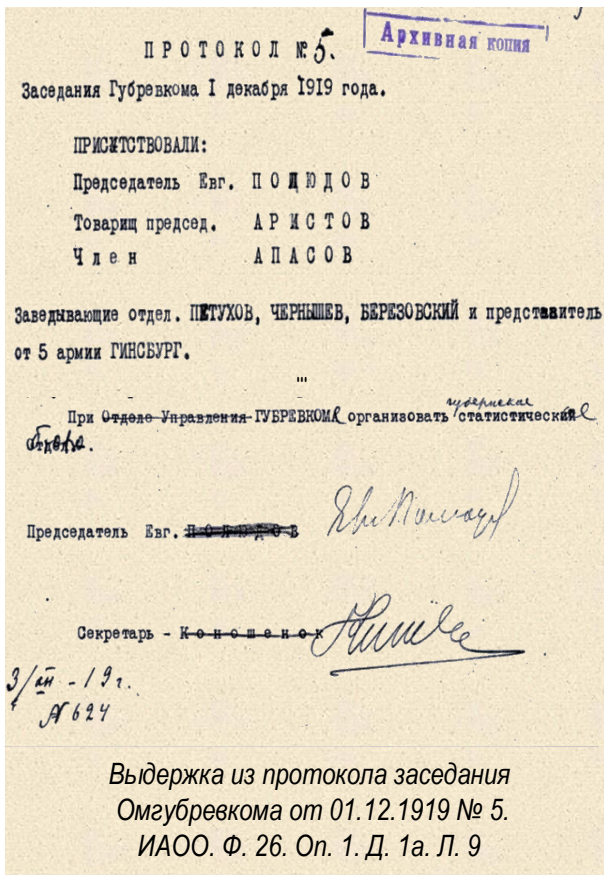 Архивная копия
ПРОТОКОЛ № 5.
Заседания Губревкома I декабря 1919 года.
ПРИСУТСТВОВАЛИ:
Председатель Евг. ПОЛЮДОВ
Товарищ председ. АРИСТОВ
Член АПАСОВ
Заведывающие отдел. ПЕТУХОВ, ЧЕРНЫШЕВ, БЕРЕЗОВСКИЙ и представитель
от 5 армии ГИНСБУРГ.
"'
губернское
При Отделе Управления ГУБРЕВКОМА организовать статистическое
бюро.
Председатель Евг. ПОЛЮДОВ
Секретарь - Коношенок
3/XII - 19г.
№ 624
Выдержка из протокола заседания
Омгубревкома от 01.12.1919 № 5.
ИАОО. Ф. 26. Оп. 1. Д. 1а. Л. 9